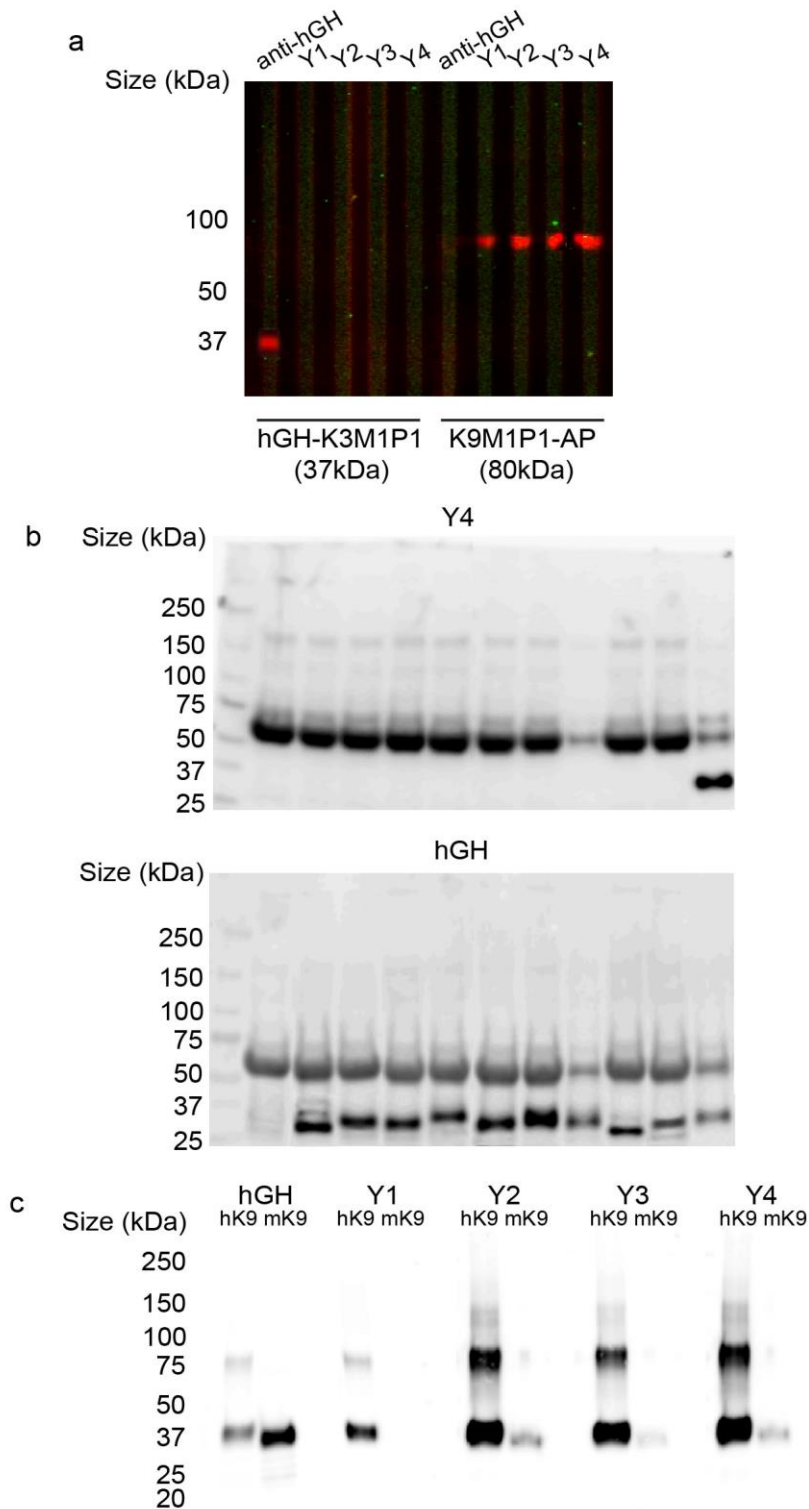 a
anti-hGH Y1 Y2 Y3 Y4 anti-hGH Y1 Y2 Y3 Y4
Size (kDa)
100
50
37
hGH-K3M1P1 K9M1P1-AP
(37kDa) (80kDa)
b
Y4
Size (kDa)
250
150
100
75
50
37
25
hGH
Size (kDa)
250
150
100
75
50
37
25
c
hGH Y1 Y2 Y3 Y4
Size (kDa) hK9 mK9 hK9 mK9 hK9 mK9 hK9 mK9 hK9 mK9
250
150
100
75
50
37
25
20